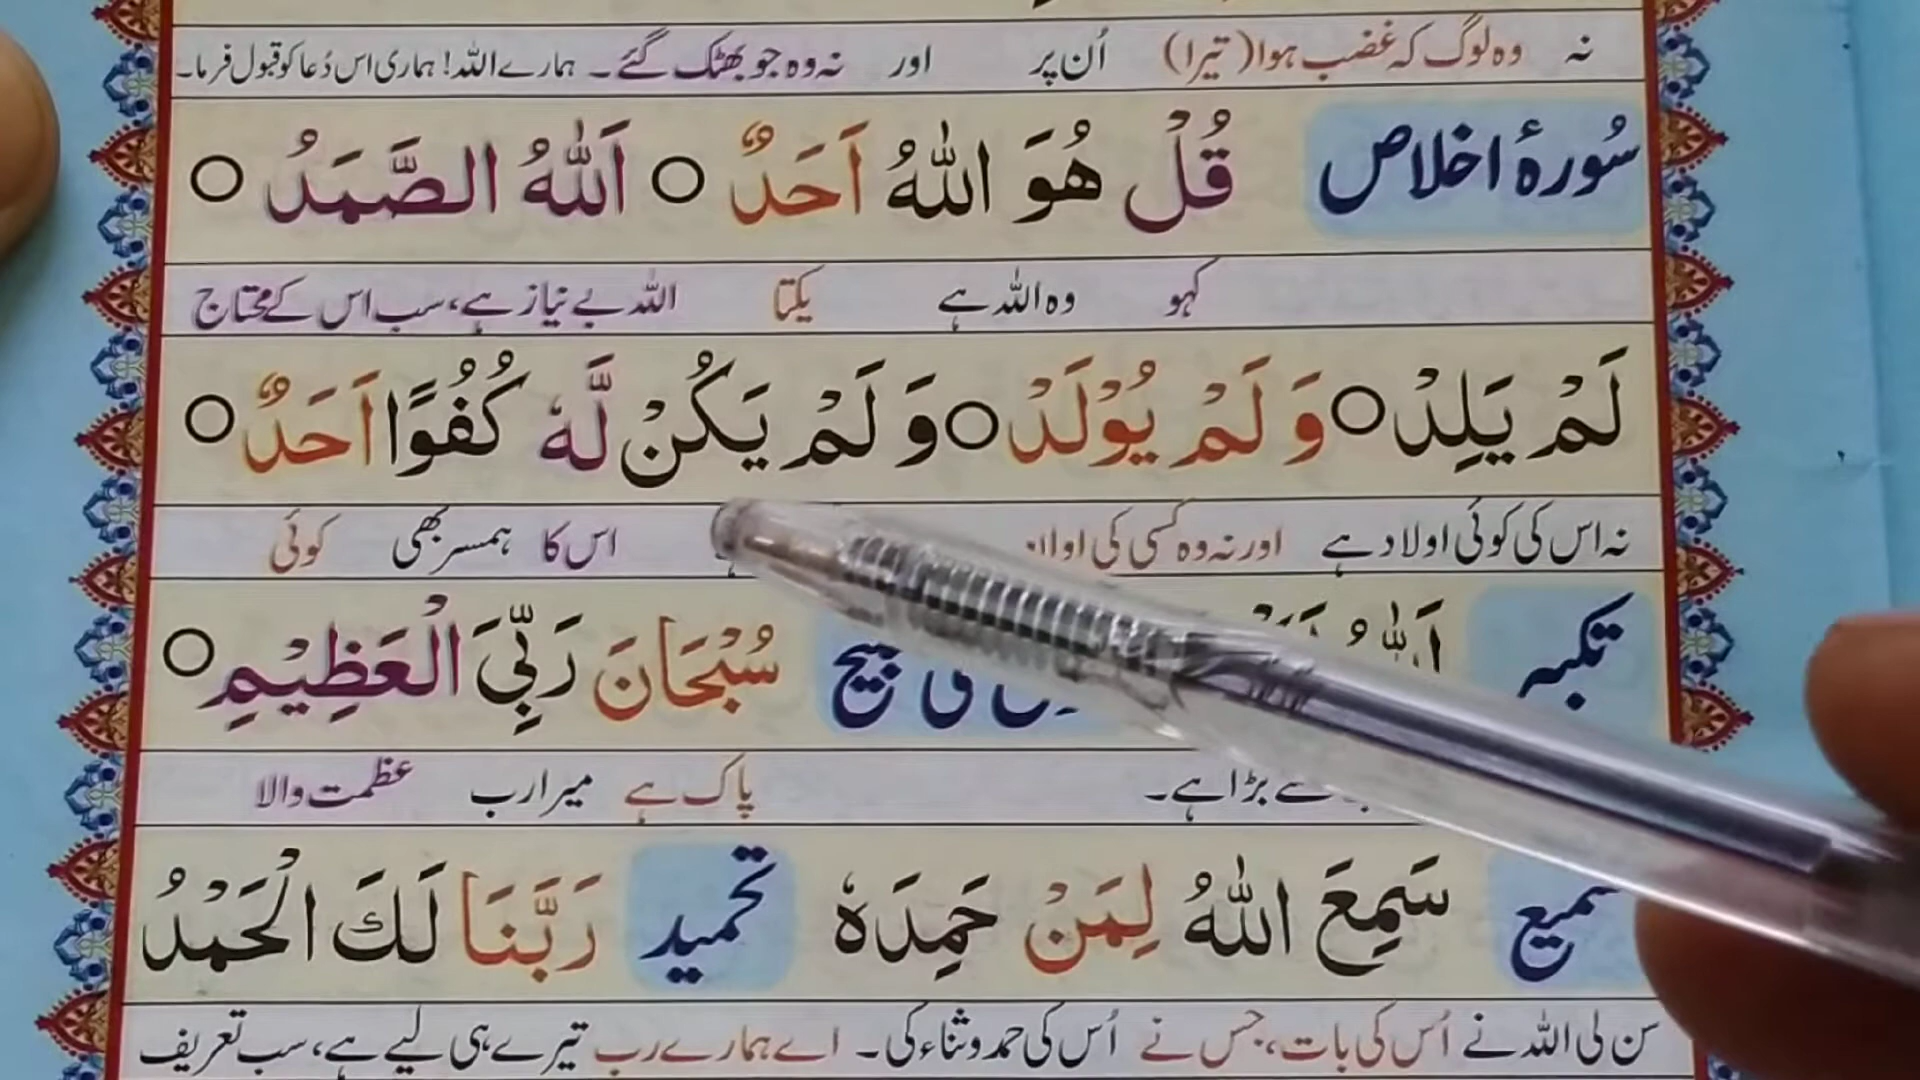 نہ وہ لوگ کہ غضب ہوا (تیرا) اُن پر اور نہ وہ جو بھٹک گئے۔ ہمارے اللہ! ہماری اس دُعا کو قبول فرما۔
سُورۂ اخلاص قُلْ هُوَ اللّٰهُ اَحَدٌ ○ اَللّٰهُ الصَّمَدُ ○
کہو وہ اللہ ہے یکتا اللہ بے نیاز ہے، سب اس کے محتاج
لَمْ يَلِدْ ○ وَ لَمْ يُوْلَدْ ○ وَ لَمْ يَكُنْ لَّهٗ كُفُوًا اَحَدٌ ○
نہ اس کی کوئی اولاد ہے اور نہ وہ کسی کی اس کا ہمسر بھی کوئی
اَللّٰهُ کی سُبْحَانَ رَبِّيَ الْعَظِيْمِ ○
بڑا ہے۔ پاک ہے میرا رب عظمت والا
سَمِعَ اللّٰهُ لِمَنْ حَمِدَهٗ تحمید رَبَّنَا لَكَ الْحَمْدُ
سن لی اللہ نے اُس کی بات، جس نے اُس کی حمد و ثناء کی۔ اے ہمارے رب تیرے ہی لیے ہے، سب تعریف